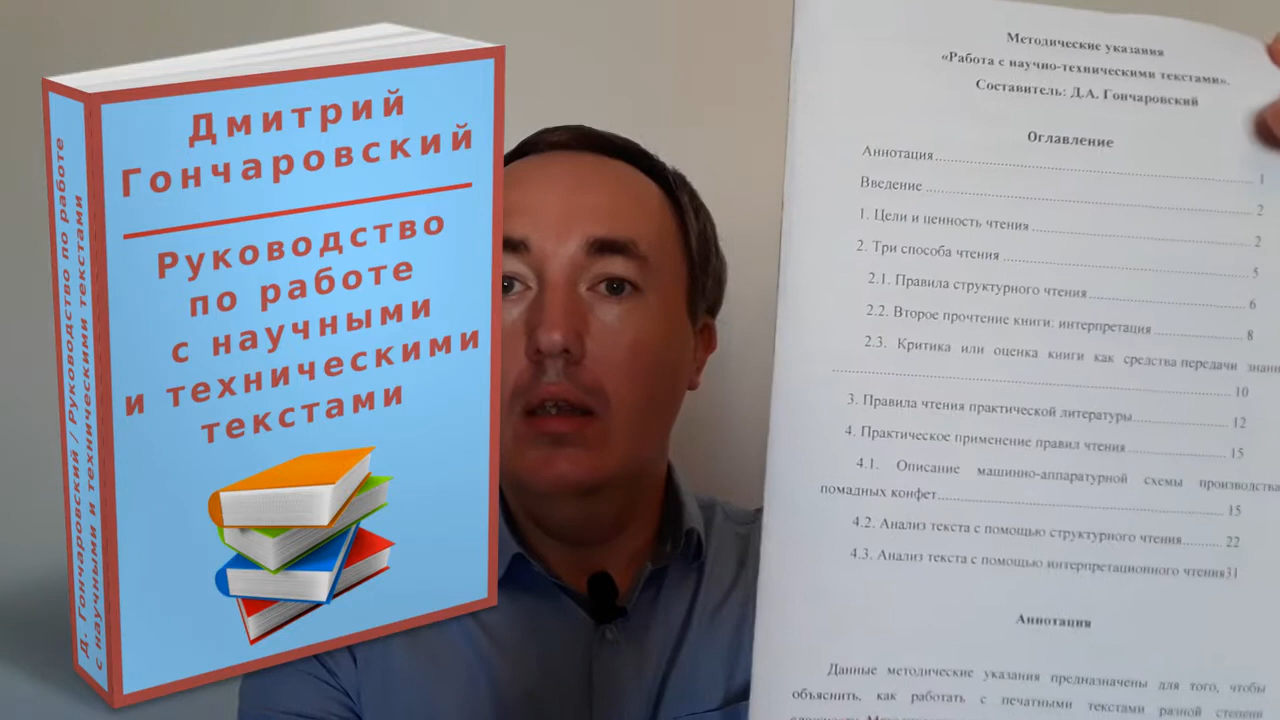 Дмитрий
Гончаровский
Руководство
по работе
с научными
и техническими
текстами
Д. Гончаровский / Руководство по работе
с научными и техническими текстами
Методические указания
«Работа с научно-техническими текстами».
Составитель: Д.А. Гончаровский
Оглавление
Аннотация 1
Введение 2
1. Цели и ценность чтения 2
2. Три способа чтения 5
2.1. Правила структурного чтения 6
2.2. Второе прочтение книги: интерпретация 8
2.3. Критика или оценка книги как средства передачи
10
3. Правила чтения практической литературы 12
4. Практическое применение правил чтения 15
4.1. Описание машинно-аппаратурной схемы производства
помадных конфет 15
4.2. Анализ текста с помощью структурного чтения 22
4.3. Анализ текста с помощью интерпретационного чтения31
Аннотация
Данные методические указания предназначены для того, чтобы
объяснить, как работать с печатными текстами разной степени